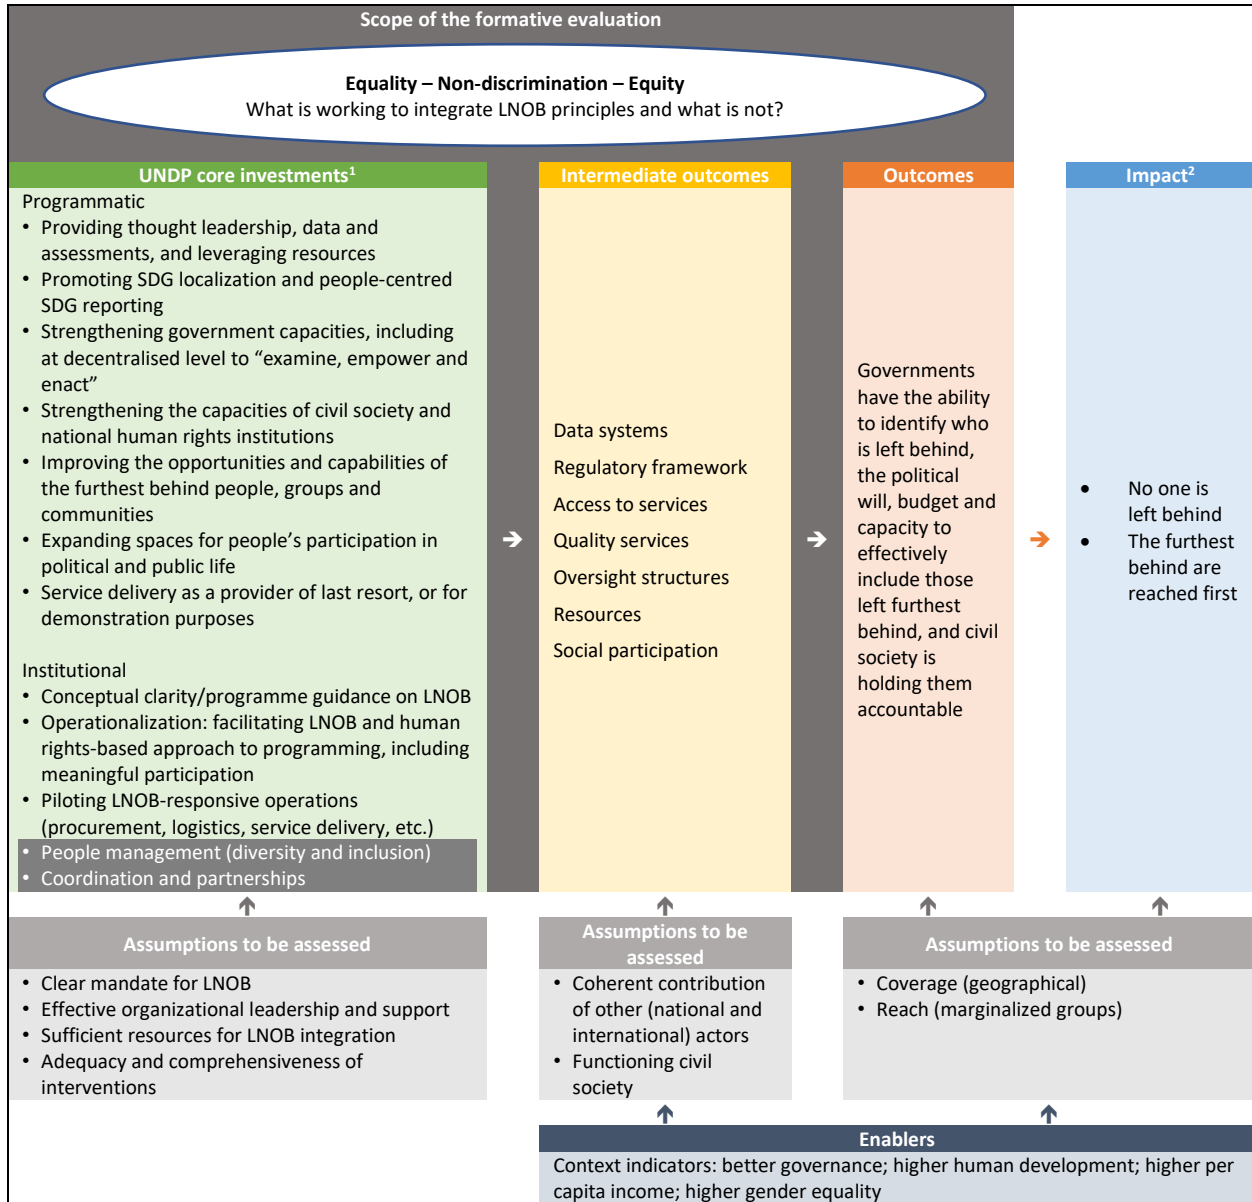 Scope of the formative evaluation
Equality – Non-discrimination – Equity
What is working to integrate LNOB principles and what is not?
UNDP core investments¹
Programmatic
• Providing thought leadership, data and
assessments, and leveraging resources
• Promoting SDG localization and people-centred
SDG reporting
• Strengthening government capacities, including
at decentralised level to “examine, empower and
enact”
• Strengthening the capacities of civil society and
national human rights institutions
• Improving the opportunities and capabilities of
the furthest behind people, groups and
communities
• Expanding spaces for people’s participation in
political and public life
• Service delivery as a provider of last resort, or for
demonstration purposes
Institutional
• Conceptual clarity/programme guidance on LNOB
• Operationalization: facilitating LNOB and human
rights-based approach to programming, including
meaningful participation
• Piloting LNOB-responsive operations
(procurement, logistics, service delivery, etc.)
• People management (diversity and inclusion)
• Coordination and partnerships
Intermediate outcomes
Data systems
Regulatory framework
Access to services
Quality services
Oversight structures
Resources
Social participation
Outcomes
Governments
have the ability
to identify who
is left behind,
the political
will, budget and
capacity to
effectively
include those
left furthest
behind, and civil
society is
holding them
accountable
Impact²
• No one is
left behind
• The furthest
behind are
reached first
Assumptions to be assessed
• Clear mandate for LNOB
• Effective organizational leadership and support
• Sufficient resources for LNOB integration
• Adequacy and comprehensiveness of
interventions
Assumptions to be
assessed
• Coherent contribution
of other (national and
international) actors
• Functioning civil
society
Assumptions to be assessed
• Coverage (geographical)
• Reach (marginalized groups)
Enablers
Context indicators: better governance; higher human development; higher per
capita income; higher gender equality